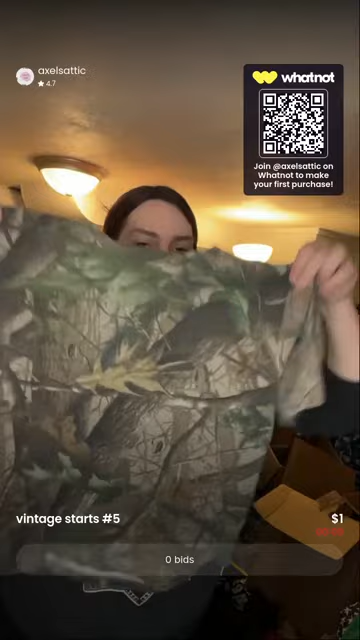 axelsattic
★ 4.7
whatnot
Join @axelsattic on
Whatnot to make
your first purchase!
vintage starts #5
$1
0 bids